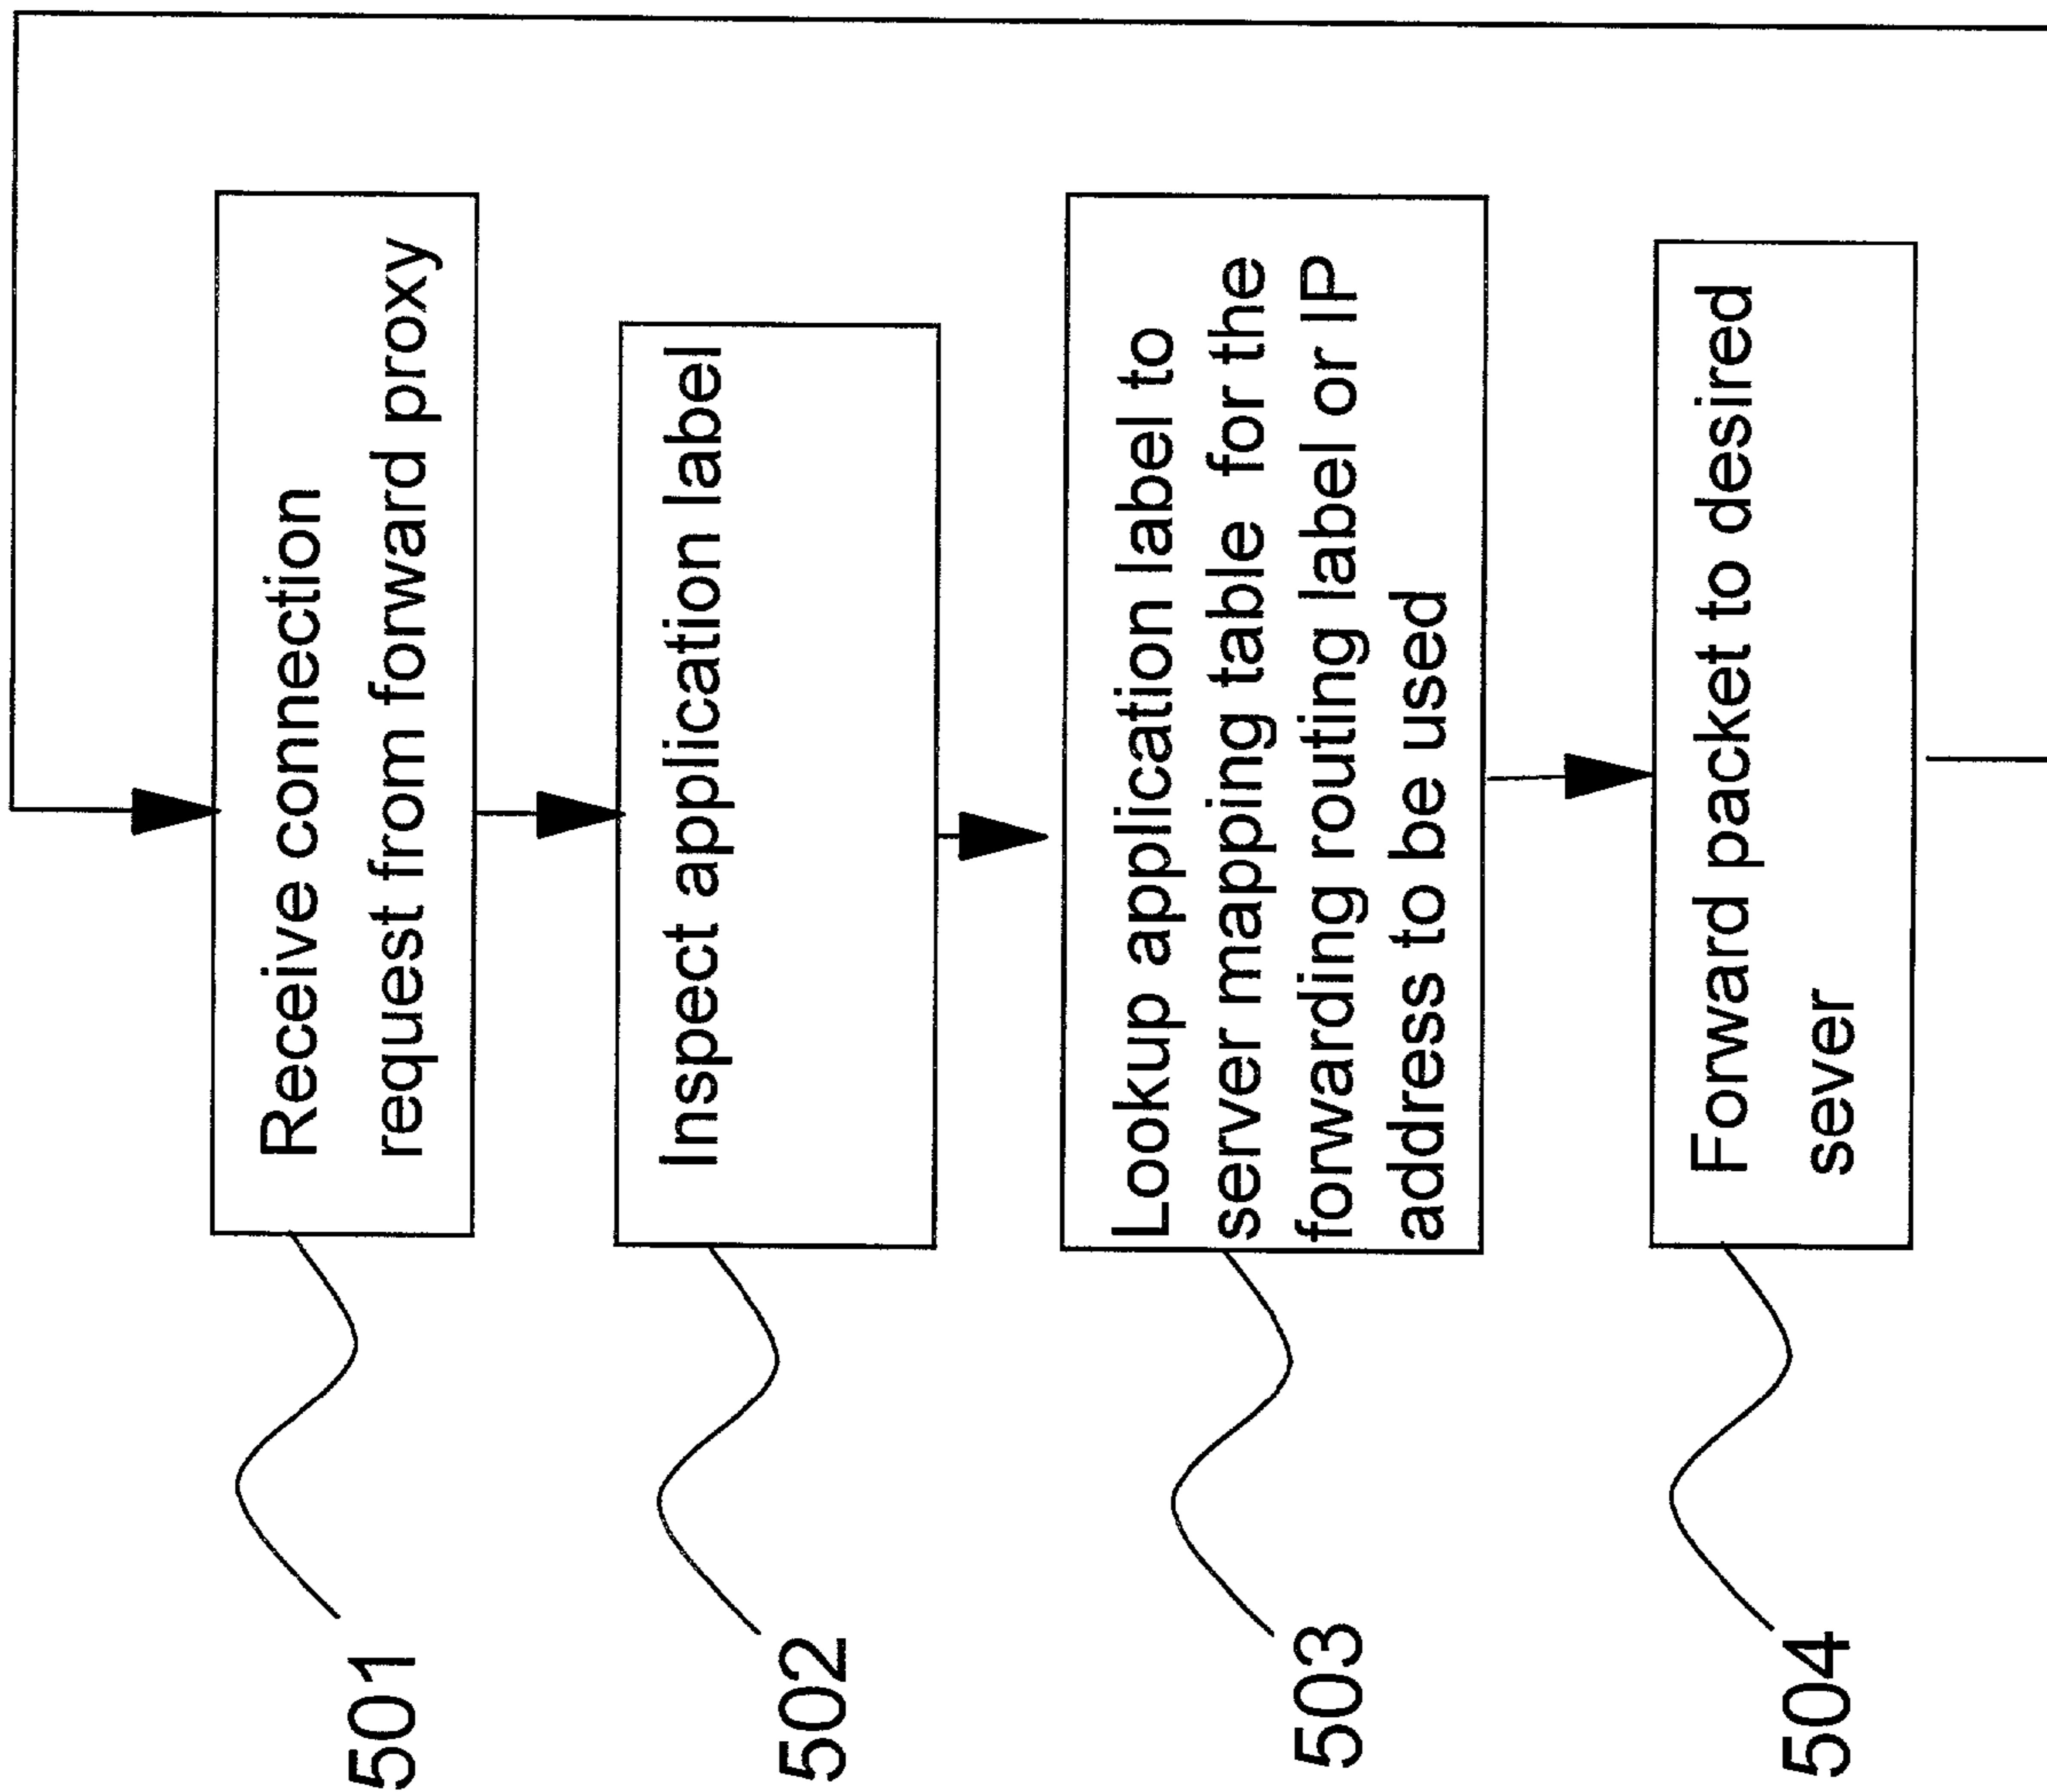 501
Receive connection
request from forward proxy
502
Inspect application label
503
Lookup application label to
server mapping table for the
forwarding routing label or IP
address to be used
504
Forward packet to desired
sever